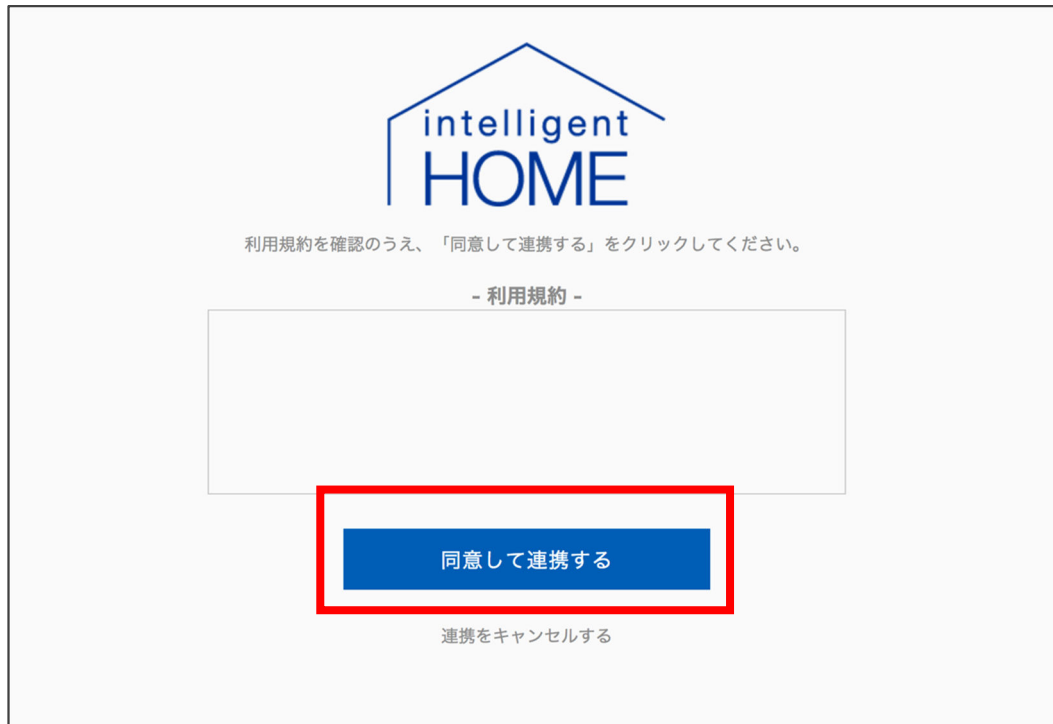 intelligent
HOME
利用規約を確認のうえ、「同意して連携する」をクリックしてください。
- 利用規約 -
同意して連携する
連携をキャンセルする